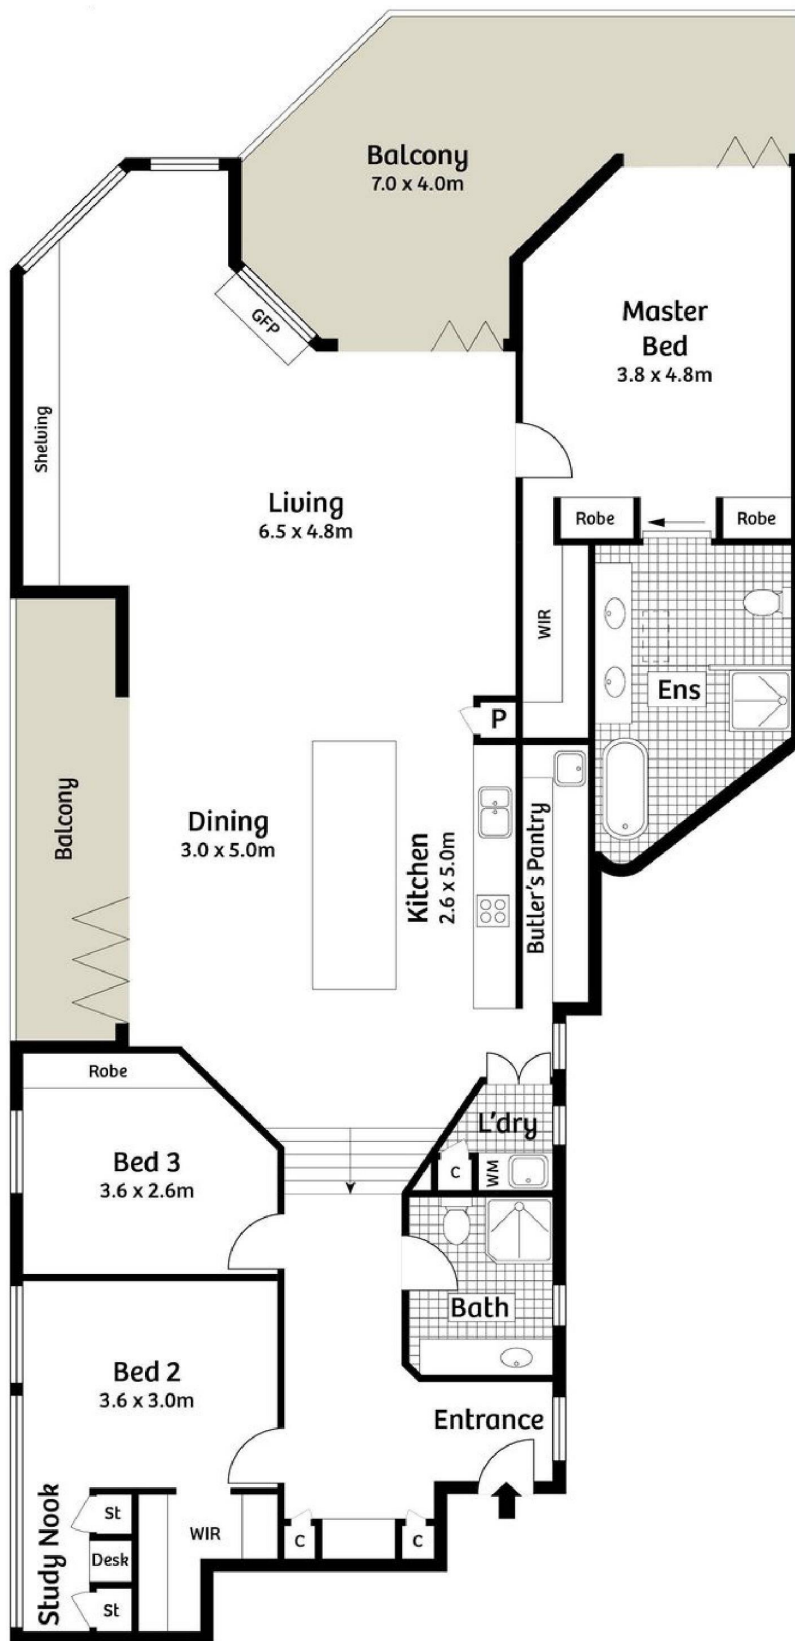 Balcony
7.0 x 4.0m
GFP
Master
Bed
3.8 x 4.8m
Shelving
Living
6.5 x 4.8m
Robe
Robe
WIR
Ens
P
Balcony
Dining
3.0 x 5.0m
Kitchen
2.6 x 5.0m
Butler's Pantry
Robe
L'dry
C
WM
Bed 3
3.6 x 2.6m
Bath
Bed 2
3.6 x 3.0m
Entrance
Study Nook
St
Desk
St
WIR
C
C